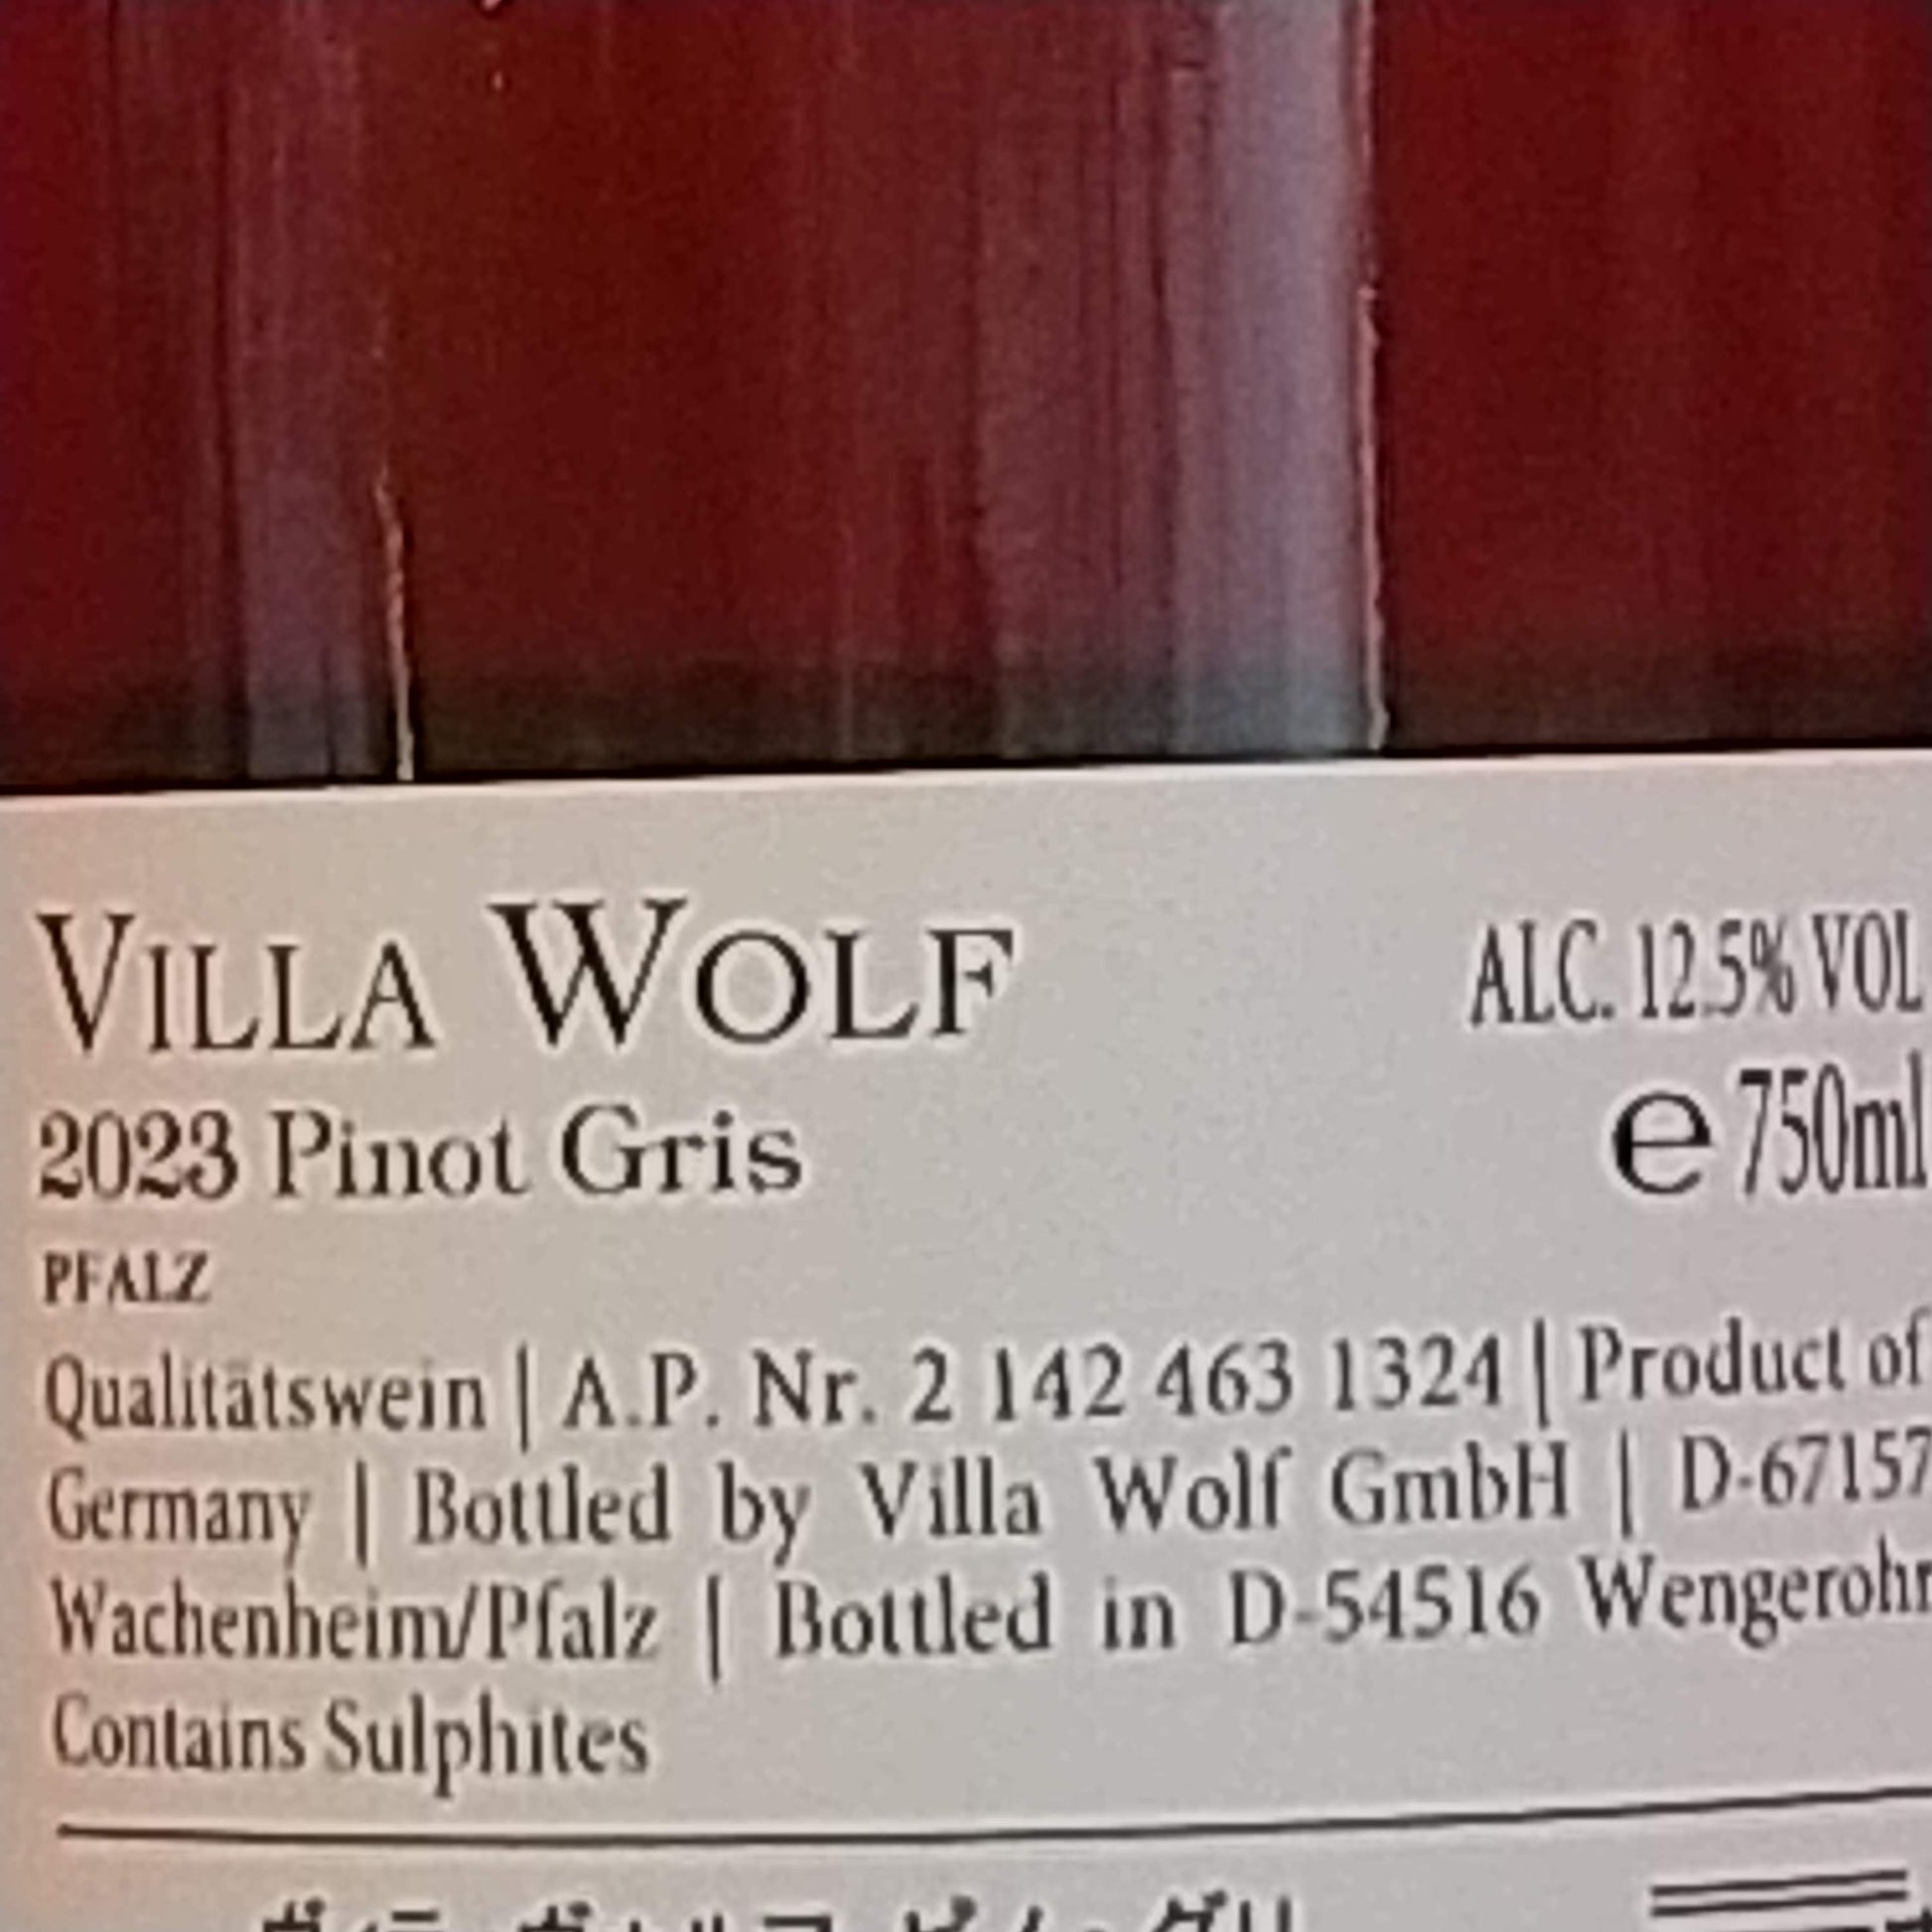 VILLA WOLF
ALC. 12.5% VOL
2023 Pinot Gris
e 750ml
PFALZ
Qualitätswein | A.P. Nr. 2 142 463 1324 | Product of
Germany | Bottled by Villa Wolf GmbH | D-67157
Wachenheim/Pfalz | Bottled in D-54516 Wengerohr
Contains Sulphites